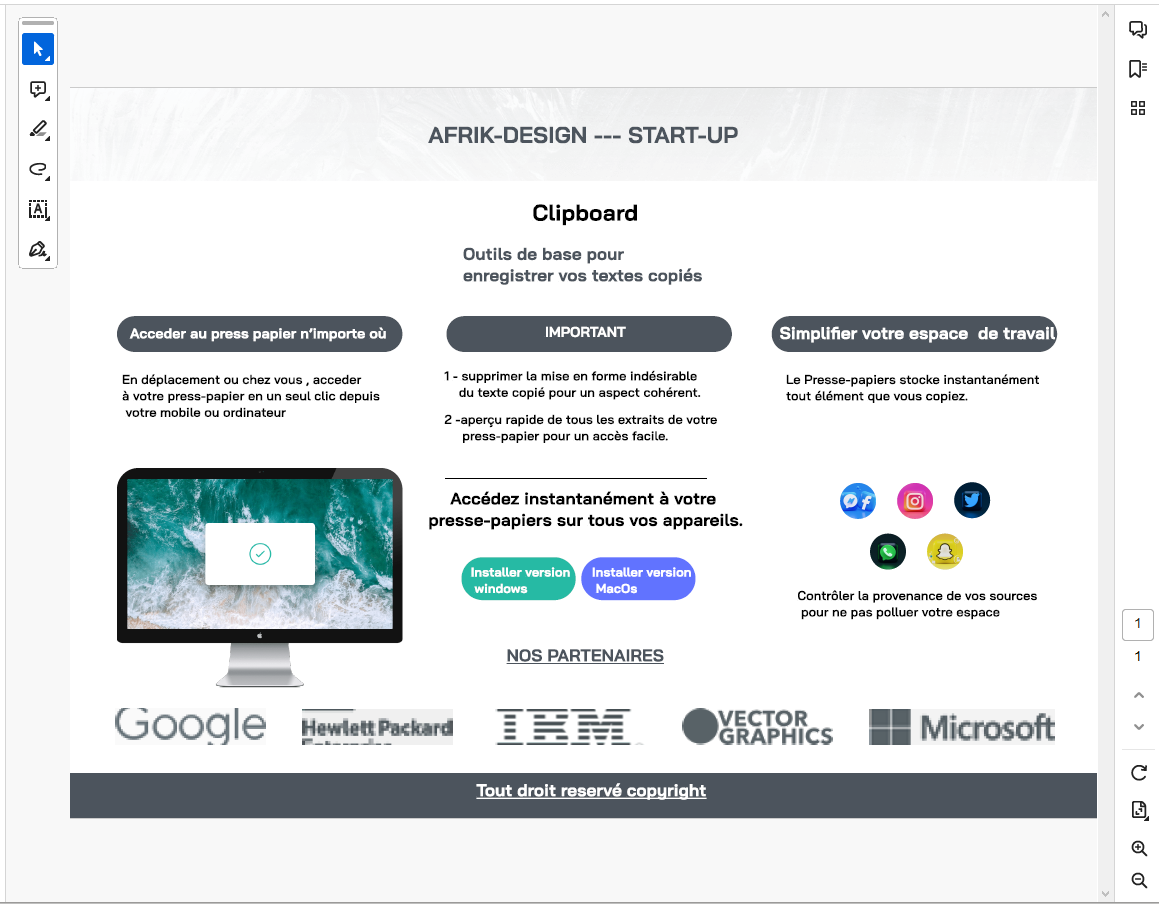 AFRIK-DESIGN --- START-UP
Clipboard
Outils de base pour
enregistrer vos textes copiés
Acceder au press papier n'importe où
En déplacement ou chez vous , acceder
à votre press-papier en un seul clic depuis
votre mobile ou ordinateur
IMPORTANT
1 - supprimer la mise en forme indésirable
du texte copié pour un aspect cohérent.
2 -aperçu rapide de tous les extraits de votre
press-papier pour un accès facile.
Simplifier votre espace  de travail
Le Presse-papiers stocke instantanément
tout élément que vous copiez.
Accédez instantanément à votre
presse-papiers sur tous vos appareils.
Installer version
windows
Installer version
MacOs
Contrôler la provenance de vos sources
pour ne pas polluer votre espace
NOS PARTENAIRES
Google
Hewlett Packard
Enterprise
IBM
VECTOR
GRAPHICS
Microsoft
Tout droit reservé copyright
1
1